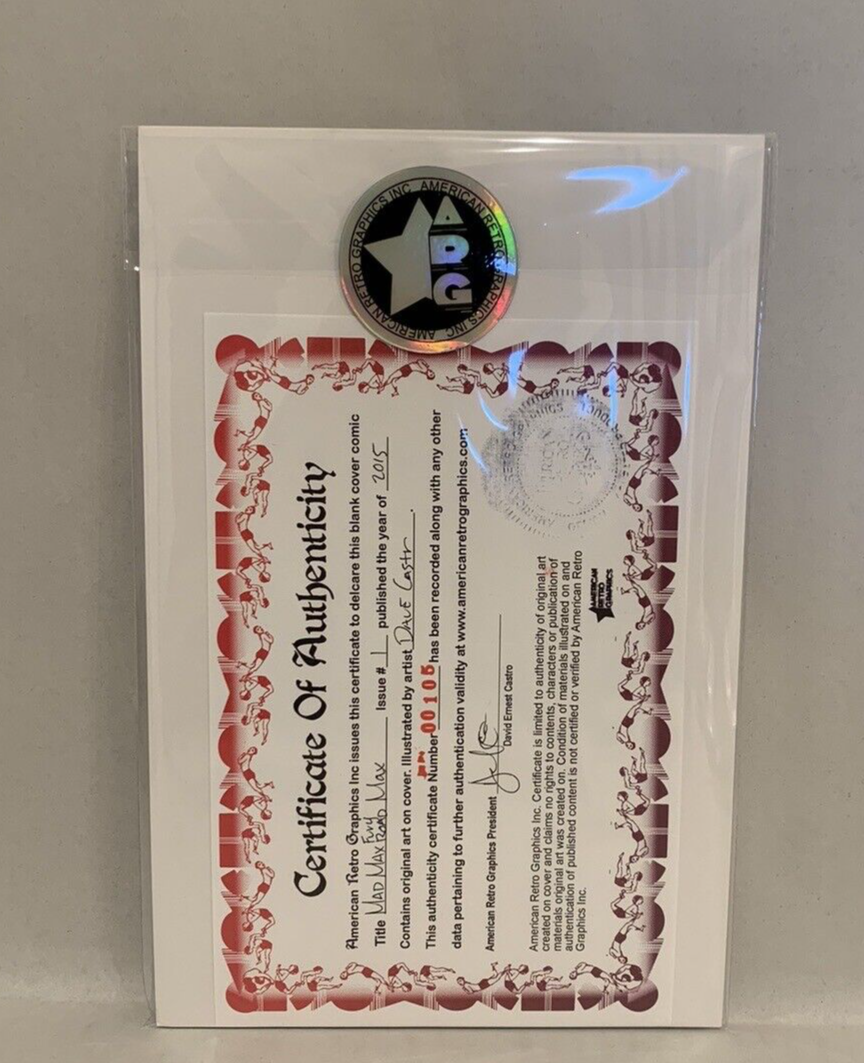 AMERICAN RETRO GRAPHICS INC.
AMERICAN RETRO GRAPHICS INC
ARG
Certificate Of Authenticity
American Retro Graphics Inc issues this certificate to delcare this blank cover comic
Title MAD MAX Fury ROAD Max Issue # 1 published the year of 2015
Contains original art on cover. Illustrated by artist DAVE Castr.
This authenticity certificate Number 00105 has been recorded along with any other
data pertaining to further authentication validity at www.americanretrographics.com
American Retro Graphics President
David Ernest Castro
American Retro Graphics Inc. Certificate is limited to authenticity of original art
created on cover and claims no rights to contents, characters or publication of
materials original art was created on. Condition of materials illustrated on and
authentication of published content is not certified or verified by American Retro
Graphics Inc.
AMERICAN
RETRO
GRAPHICS